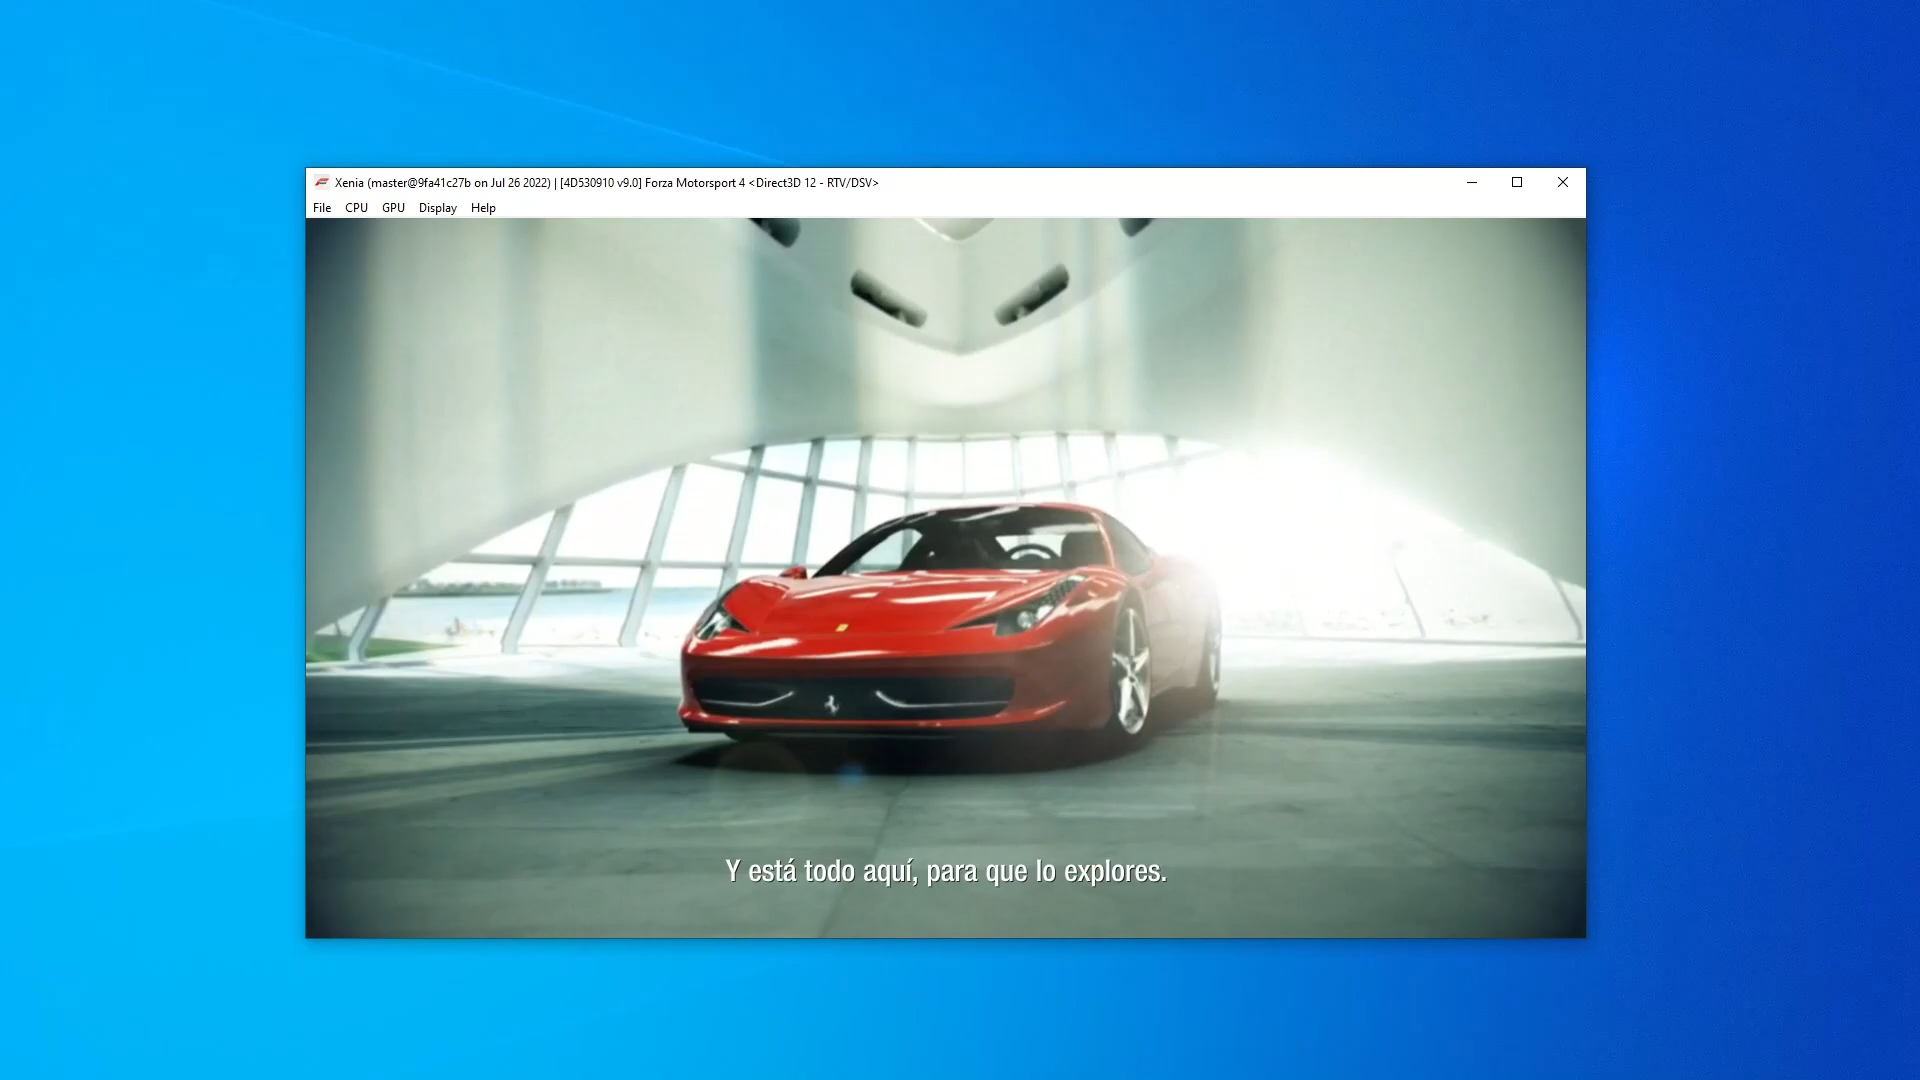 Xenia (master@9fa41c27b on Jul 26 2022) | [4D530910 v9.0] Forza Motorsport 4 <Direct3D 12 - RTV/DSV>
File CPU GPU Display Help
Y está todo aquí, para que lo explores.